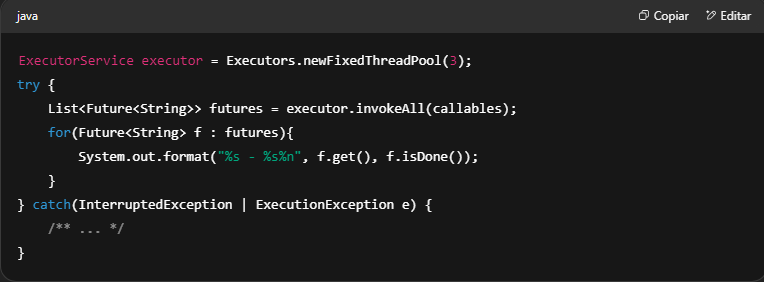 java
Copiar
Editar
ExecutorService executor = Executors.newFixedThreadPool(3);
try {
    List<Future<String>> futures = executor.invokeAll(callables);
    for(Future<String> f : futures){
        System.out.format("%s - %s%n", f.get(), f.isDone());
    }
} catch(InterruptedException | ExecutionException e) {
    /** ... */
}